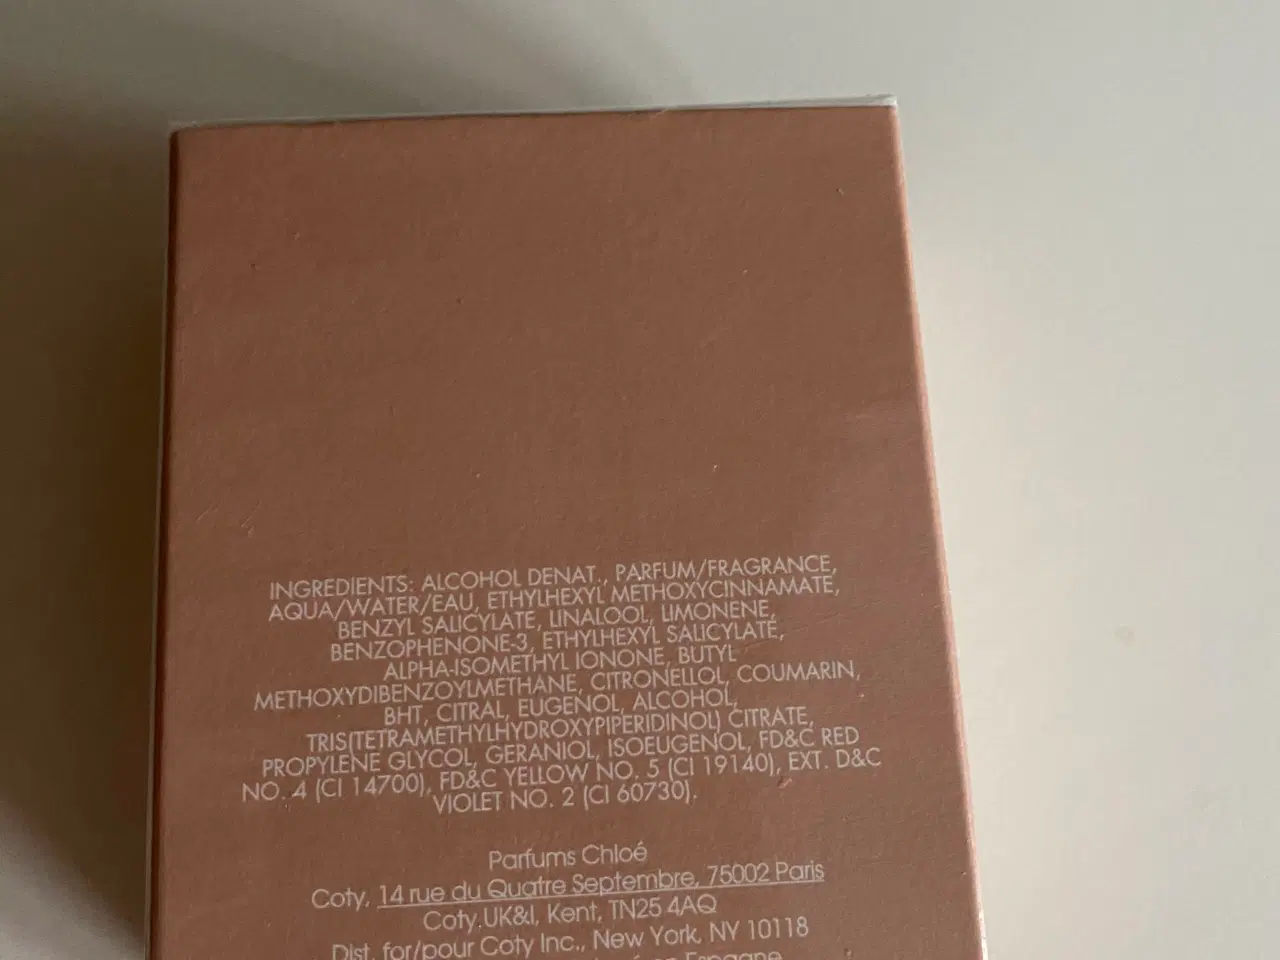 INGREDIENTS: ALCOHOL DENAT., PARFUM/FRAGRANCE,
AQUA/WATER/EAU, ETHYLHEXYL METHOXYCINNAMATE,
BENZYL SALICYLATE, LINALOOL, LIMONENE,
BENZOPHENONE-3, ETHYLHEXYL SALICYLATE,
ALPHA-ISOMETHYL IONONE, BUTYL
METHOXYDIBENZOYLMETHANE, CITRONELLOL, COUMARIN,
BHT, CITRAL, EUGENOL, ALCOHOL,
TRIS(TETRAMETHYLHYDROXYPIPERIDINOL) CITRATE,
PROPYLENE GLYCOL, GERANIOL, ISOEUGENOL, FD&C RED
NO. 4 (CI 14700), FD&C YELLOW NO. 5 (CI 19140), EXT. D&C
VIOLET NO. 2 (CI 60730).
Parfums Chloé
Coty, 14 rue du Quatre Septembre, 75002 Paris
Coty UK&I, Kent, TN25 4AQ
Dist. for/pour Coty Inc., New York, NY 10118
en Espagne